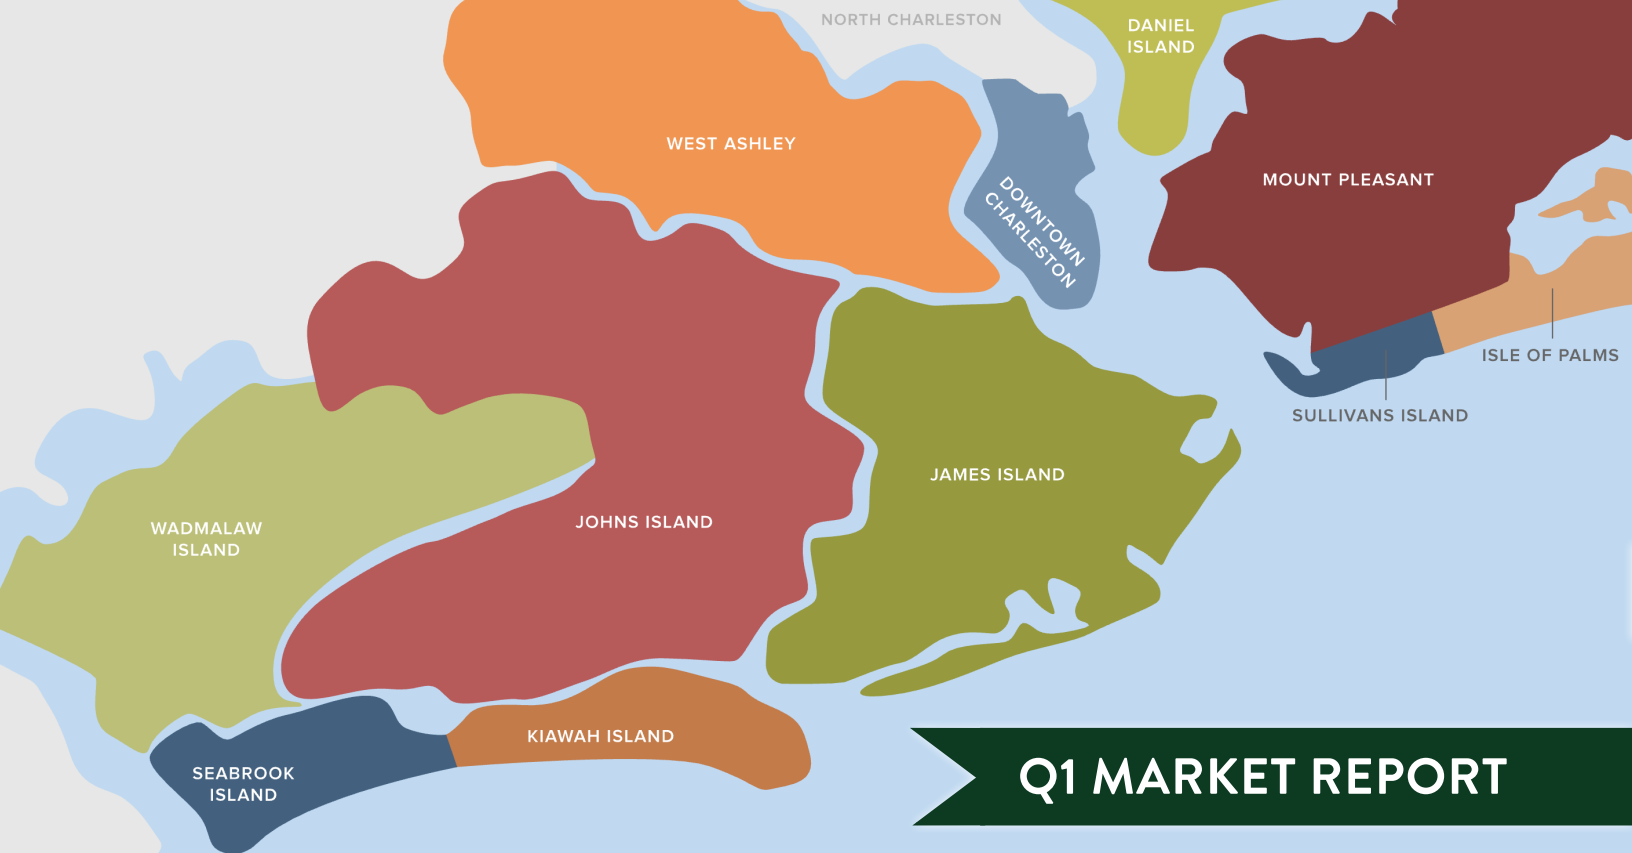 NORTH CHARLESTON
DANIEL
ISLAND
WEST ASHLEY
DOWNTOWN
CHARLESTON
MOUNT PLEASANT
ISLE OF PALMS
SULLIVANS ISLAND
JAMES ISLAND
JOHNS ISLAND
WADMALAW
ISLAND
KIAWAH ISLAND
SEABROOK
ISLAND
Q1 MARKET REPORT